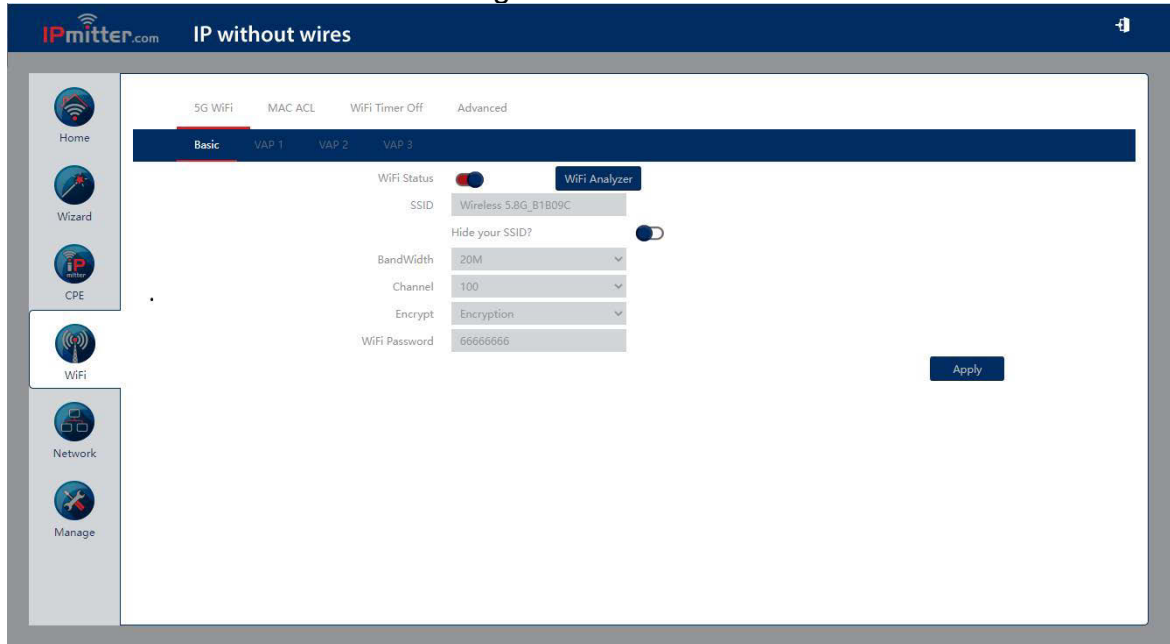 IPmitter.com IP without wires
Home
Wizard
CPE
WiFi
Network
Manage
5G WiFi MAC ACL WiFi Timer Off Advanced
Basic VAP 1 VAP 2 VAP 3
WiFi Status WiFi Analyzer
SSID Wireless 5.8G_B1B09C
Hide your SSID?
BandWidth 20M
Channel 100
Encrypt Encryption
WiFi Password 66666666
Apply